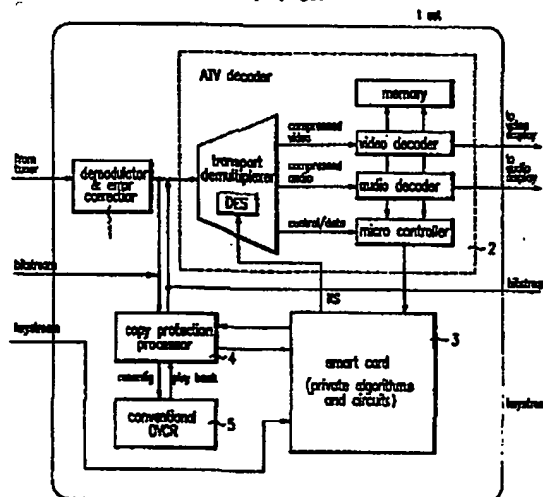 1 set
ATV decoder
memory
from
tuner
demodulator
& error
correction
transport
demultiplexer
DES
compressed
video
video decoder
to
video
display
compressed
audio
audio decoder
to
audio
display
control/data
micro controller
2
bitstream
bitstream
KS
keystream
copy protection
processor
4
smart card
(private algorithms
and circuits)
3
play back
conventional
DVCR
5
keystream